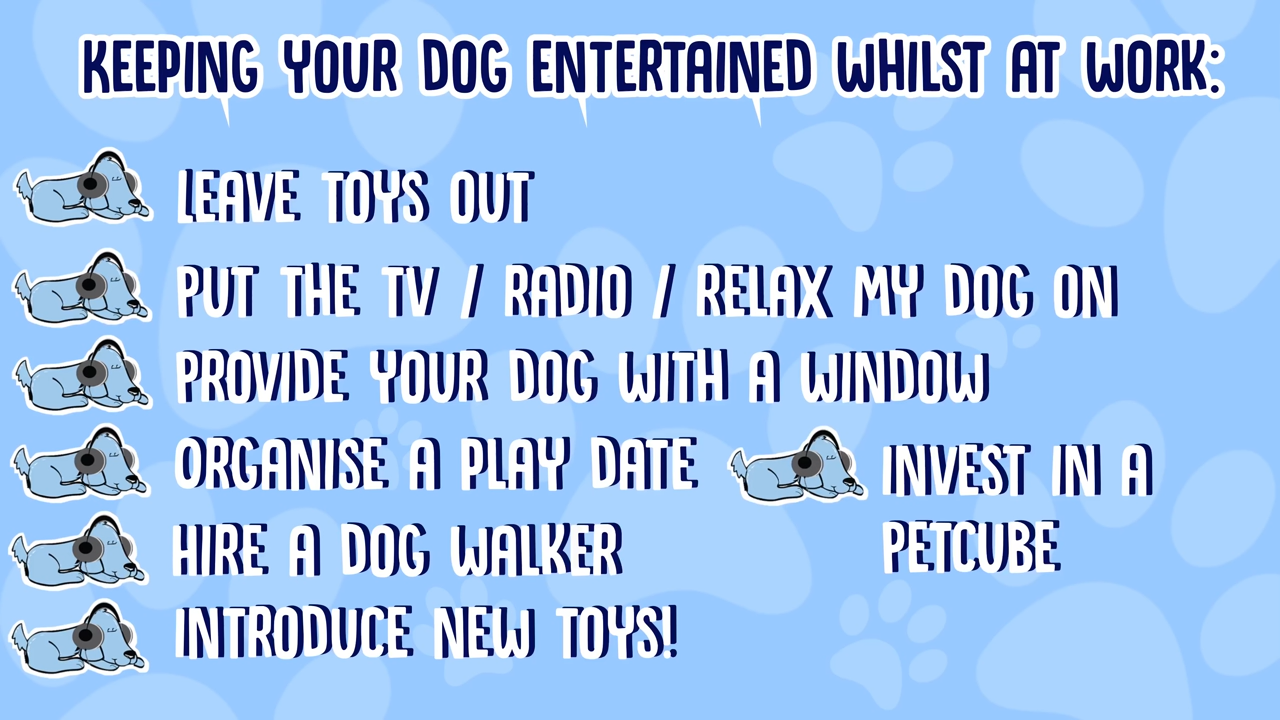 KEEPING YOUR DOG ENTERTAINED WHILST AT WORK:
LEAVE TOYS OUT
PUT THE TV / RADIO / RELAX MY DOG ON
PROVIDE YOUR DOG WITH A WINDOW
ORGANISE A PLAY DATE
HIRE A DOG WALKER
INTRODUCE NEW TOYS!
INVEST IN A
PETCUBE